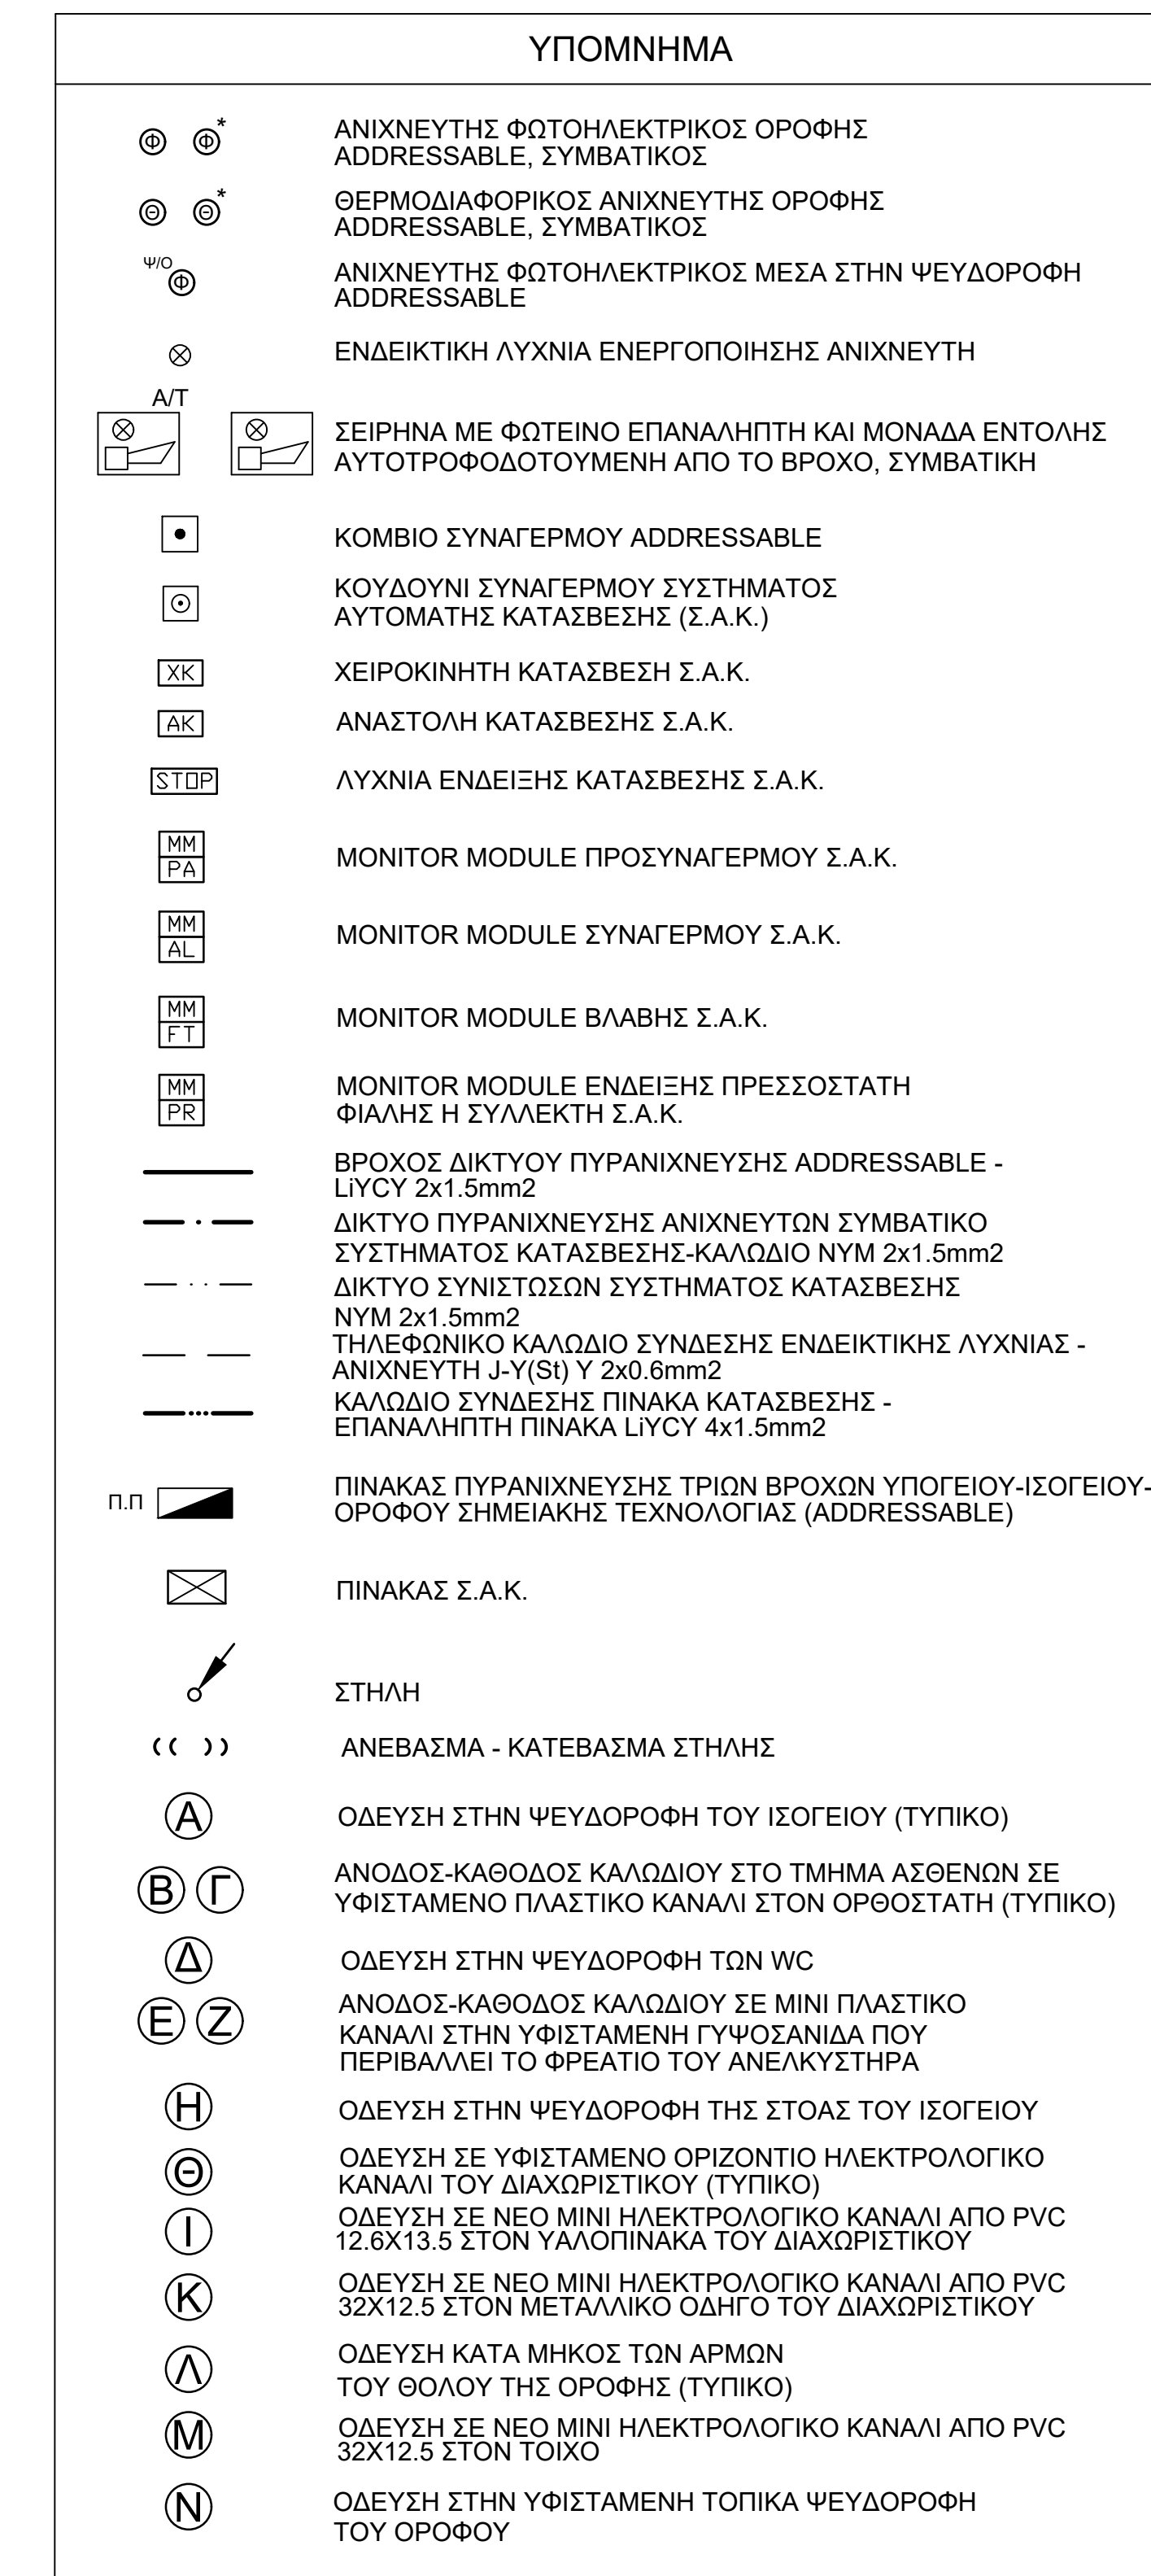 ΥΠΟΜΝΗΜΑ
Φ Φ* ΑΝΙΧΝΕΥΤΗΣ ΦΩΤΟΗΛΕΚΤΡΙΚΟΣ ΟΡΟΦΗΣ
ADDRESSABLE, ΣΥΜΒΑΤΙΚΟΣ
Θ Θ* ΘΕΡΜΟΔΙΑΦΟΡΙΚΟΣ ΑΝΙΧΝΕΥΤΗΣ ΟΡΟΦΗΣ
ADDRESSABLE, ΣΥΜΒΑΤΙΚΟΣ
Ψ/Ο Φ ΑΝΙΧΝΕΥΤΗΣ ΦΩΤΟΗΛΕΚΤΡΙΚΟΣ ΜΕΣΑ ΣΤΗΝ ΨΕΥΔΟΡΟΦΗ
ADDRESSABLE
ΕΝΔΕΙΚΤΙΚΗ ΛΥΧΝΙΑ ΕΝΕΡΓΟΠΟΙΗΣΗΣ ΑΝΙΧΝΕΥΤΗ
Α/Τ
ΣΕΙΡΗΝΑ ΜΕ ΦΩΤΕΙΝΟ ΕΠΑΝΑΛΗΠΤΗ ΚΑΙ ΜΟΝΑΔΑ ΕΝΤΟΛΗΣ
ΑΥΤΟΤΡΟΦΟΔΟΤΟΥΜΕΝΗ ΑΠΟ ΤΟ ΒΡΟΧΟ, ΣΥΜΒΑΤΙΚΗ
ΚΟΜΒΙΟ ΣΥΝΑΓΕΡΜΟΥ ADDRESSABLE
ΚΟΥΔΟΥΝΙ ΣΥΝΑΓΕΡΜΟΥ ΣΥΣΤΗΜΑΤΟΣ
ΑΥΤΟΜΑΤΗΣ ΚΑΤΑΣΒΕΣΗΣ (Σ.Α.Κ.)
ΧΚ ΧΕΙΡΟΚΙΝΗΤΗ ΚΑΤΑΣΒΕΣΗ Σ.Α.Κ.
ΑΚ ΑΝΑΣΤΟΛΗ ΚΑΤΑΣΒΕΣΗΣ Σ.Α.Κ.
STOP ΛΥΧΝΙΑ ΕΝΔΕΙΞΗΣ ΚΑΤΑΣΒΕΣΗΣ Σ.Α.Κ.
MM
PA
MONITOR MODULE ΠΡΟΣΥΝΑΓΕΡΜΟΥ Σ.Α.Κ.
MM
AL
MONITOR MODULE ΣΥΝΑΓΕΡΜΟΥ Σ.Α.Κ.
MM
FT
MONITOR MODULE ΒΛΑΒΗΣ Σ.Α.Κ.
MM
PR
MONITOR MODULE ΕΝΔΕΙΞΗΣ ΠΡΕΣΣΟΣΤΑΤΗ
ΦΙΑΛΗΣ Η ΣΥΛΛΕΚΤΗ Σ.Α.Κ.
ΒΡΟΧΟΣ ΔΙΚΤΥΟΥ ΠΥΡΑΝΙΧΝΕΥΣΗΣ ADDRESSABLE -
LiYCY 2x1.5mm2
ΔΙΚΤΥΟ ΠΥΡΑΝΙΧΝΕΥΣΗΣ ΑΝΙΧΝΕΥΤΩΝ ΣΥΜΒΑΤΙΚΟ
ΣΥΣΤΗΜΑΤΟΣ ΚΑΤΑΣΒΕΣΗΣ-ΚΑΛΩΔΙΟ NYM 2x1.5mm2
ΔΙΚΤΥΟ ΣΥΝΙΣΤΩΣΩΝ ΣΥΣΤΗΜΑΤΟΣ ΚΑΤΑΣΒΕΣΗΣ
NYM 2x1.5mm2
ΤΗΛΕΦΩΝΙΚΟ ΚΑΛΩΔΙΟ ΣΥΝΔΕΣΗΣ ΕΝΔΕΙΚΤΙΚΗΣ ΛΥΧΝΙΑΣ -
ΑΝΙΧΝΕΥΤΗ J-Y(St) Y 2x0.6mm2
ΚΑΛΩΔΙΟ ΣΥΝΔΕΣΗΣ ΠΙΝΑΚΑ ΚΑΤΑΣΒΕΣΗΣ -
ΕΠΑΝΑΛΗΠΤΗ ΠΙΝΑΚΑ LiYCY 4x1.5mm2
Π.Π ΠΙΝΑΚΑΣ ΠΥΡΑΝΙΧΝΕΥΣΗΣ ΤΡΙΩΝ ΒΡΟΧΩΝ ΥΠΟΓΕΙΟΥ-ΙΣΟΓΕΙΟΥ-
ΟΡΟΦΟΥ ΣΗΜΕΙΑΚΗΣ ΤΕΧΝΟΛΟΓΙΑΣ (ADDRESSABLE)
ΠΙΝΑΚΑΣ Σ.Α.Κ.
ΣΤΗΛΗ
ΑΝΕΒΑΣΜΑ - ΚΑΤΕΒΑΣΜΑ ΣΤΗΛΗΣ
Α ΟΔΕΥΣΗ ΣΤΗΝ ΨΕΥΔΟΡΟΦΗ ΤΟΥ ΙΣΟΓΕΙΟΥ (ΤΥΠΙΚΟ)
Β Γ ΑΝΟΔΟΣ-ΚΑΘΟΔΟΣ ΚΑΛΩΔΙΟΥ ΣΤΟ ΤΜΗΜΑ ΑΣΘΕΝΩΝ ΣΕ
ΥΦΙΣΤΑΜΕΝΟ ΠΛΑΣΤΙΚΟ ΚΑΝΑΛΙ ΣΤΟΝ ΟΡΘΟΣΤΑΤΗ (ΤΥΠΙΚΟ)
Δ ΟΔΕΥΣΗ ΣΤΗΝ ΨΕΥΔΟΡΟΦΗ ΤΩΝ WC
Ε Ζ ΑΝΟΔΟΣ-ΚΑΘΟΔΟΣ ΚΑΛΩΔΙΟΥ ΣΕ ΜΙΝΙ ΠΛΑΣΤΙΚΟ
ΚΑΝΑΛΙ ΣΤΗΝ ΥΦΙΣΤΑΜΕΝΗ ΓΥΨΟΣΑΝΙΔΑ ΠΟΥ
ΠΕΡΙΒΑΛΛΕΙ ΤΟ ΦΡΕΑΤΙΟ ΤΟΥ ΑΝΕΛΚΥΣΤΗΡΑ
Η ΟΔΕΥΣΗ ΣΤΗΝ ΨΕΥΔΟΡΟΦΗ ΤΗΣ ΣΤΟΑΣ ΤΟΥ ΙΣΟΓΕΙΟΥ
Θ ΟΔΕΥΣΗ ΣΕ ΥΦΙΣΤΑΜΕΝΟ ΟΡΙΖΟΝΤΙΟ ΗΛΕΚΤΡΟΛΟΓΙΚΟ
ΚΑΝΑΛΙ ΤΟΥ ΔΙΑΧΩΡΙΣΤΙΚΟΥ (ΤΥΠΙΚΟ)
Ι ΟΔΕΥΣΗ ΣΕ ΝΕΟ ΜΙΝΙ ΗΛΕΚΤΡΟΛΟΓΙΚΟ ΚΑΝΑΛΙ ΑΠΟ PVC
12.6X13.5 ΣΤΟΝ ΥΑΛΟΠΙΝΑΚΑ ΤΟΥ ΔΙΑΧΩΡΙΣΤΙΚΟΥ
Κ ΟΔΕΥΣΗ ΣΕ ΝΕΟ ΜΙΝΙ ΗΛΕΚΤΡΟΛΟΓΙΚΟ ΚΑΝΑΛΙ ΑΠΟ PVC
32X12.5 ΣΤΟΝ ΜΕΤΑΛΛΙΚΟ ΟΔΗΓΟ ΤΟΥ ΔΙΑΧΩΡΙΣΤΙΚΟΥ
Λ ΟΔΕΥΣΗ ΚΑΤΑ ΜΗΚΟΣ ΤΩΝ ΑΡΜΩΝ
ΤΟΥ ΘΟΛΟΥ ΤΗΣ ΟΡΟΦΗΣ (ΤΥΠΙΚΟ)
Μ ΟΔΕΥΣΗ ΣΕ ΝΕΟ ΜΙΝΙ ΗΛΕΚΤΡΟΛΟΓΙΚΟ ΚΑΝΑΛΙ ΑΠΟ PVC
32X12.5 ΣΤΟΝ ΤΟΙΧΟ
Ν ΟΔΕΥΣΗ ΣΤΗΝ ΥΦΙΣΤΑΜΕΝΗ ΤΟΠΙΚΑ ΨΕΥΔΟΡΟΦΗ
ΤΟΥ ΟΡΟΦΟΥ